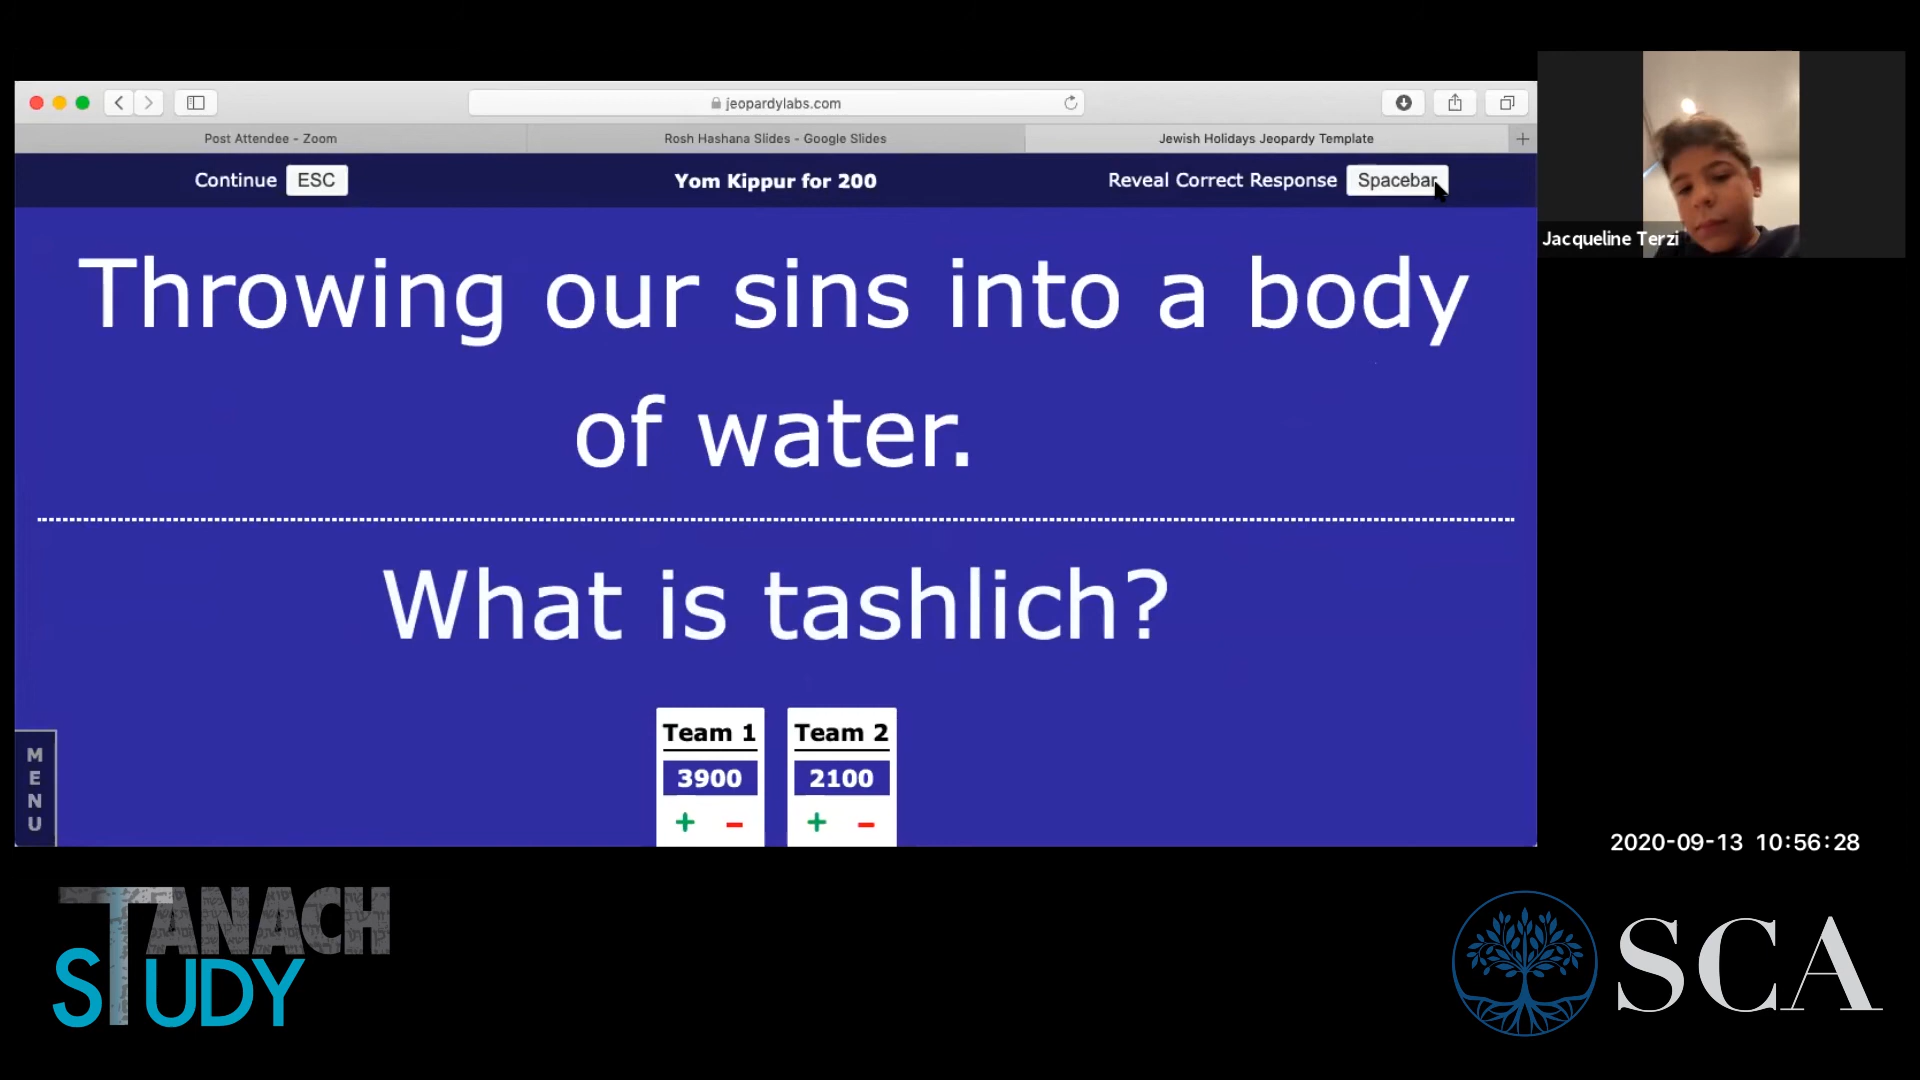 jeopardylabs.com
Post Attendee - Zoom
Rosh Hashana Slides - Google Slides
Jewish Holidays Jeopardy Template
Continue ESC
Yom Kippur for 200
Reveal Correct Response Spacebar
Throwing our sins into a body
of water.
What is tashlich?
Team 1
3900
+ −
Team 2
2100
+ −
MENU
Jacqueline Terzi
2020-09-13 10:56:28
TANACH
STUDY
SCA